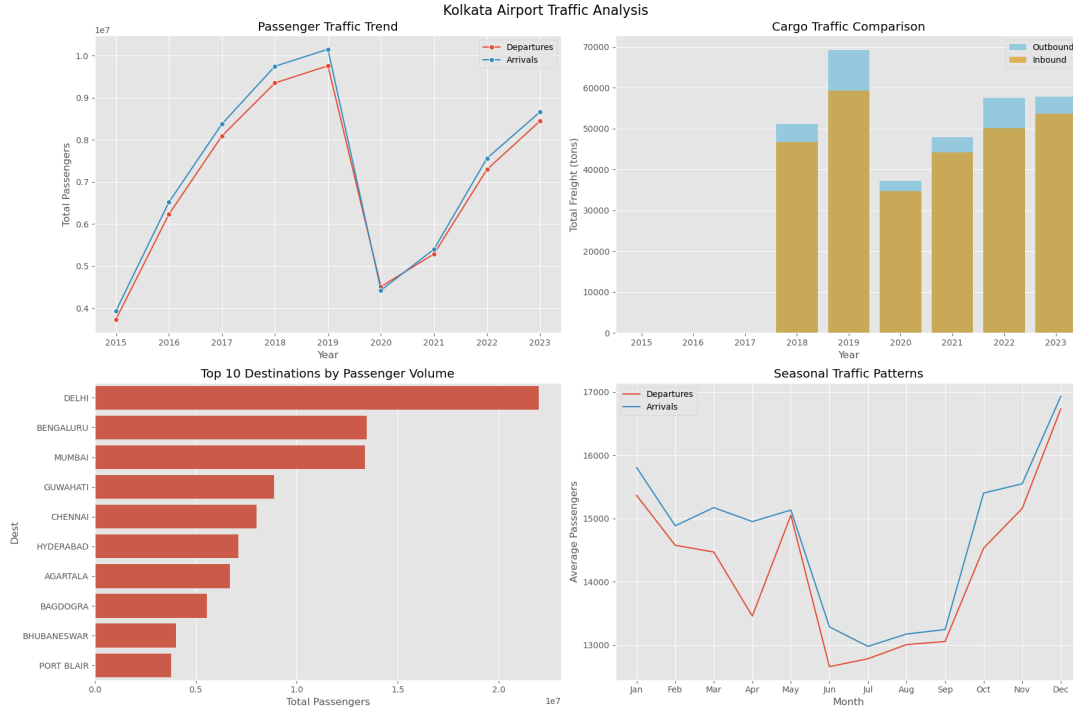 Kolkata Airport Traffic Analysis
Passenger Traffic Trend
1e7
Departures
Arrivals
1.0
0.9
0.8
0.7
0.6
0.5
0.4
Total Passengers
2015 2016 2017 2018 2019 2020 2021 2022 2023
Year
Cargo Traffic Comparison
Outbound
Inbound
70000
60000
50000
40000
30000
20000
10000
0
Total Freight (tons)
2015 2016 2017 2018 2019 2020 2021 2022 2023
Year
Top 10 Destinations by Passenger Volume
DELHI
BENGALURU
MUMBAI
GUWAHATI
CHENNAI
HYDERABAD
AGARTALA
BAGDOGRA
BHUBANESWAR
PORT BLAIR
Dest
0.0 0.5 1.0 1.5 2.0
Total Passengers
1e7
Seasonal Traffic Patterns
Departures
Arrivals
17000
16000
15000
14000
13000
Average Passengers
Jan Feb Mar Apr May Jun Jul Aug Sep Oct Nov Dec
Month